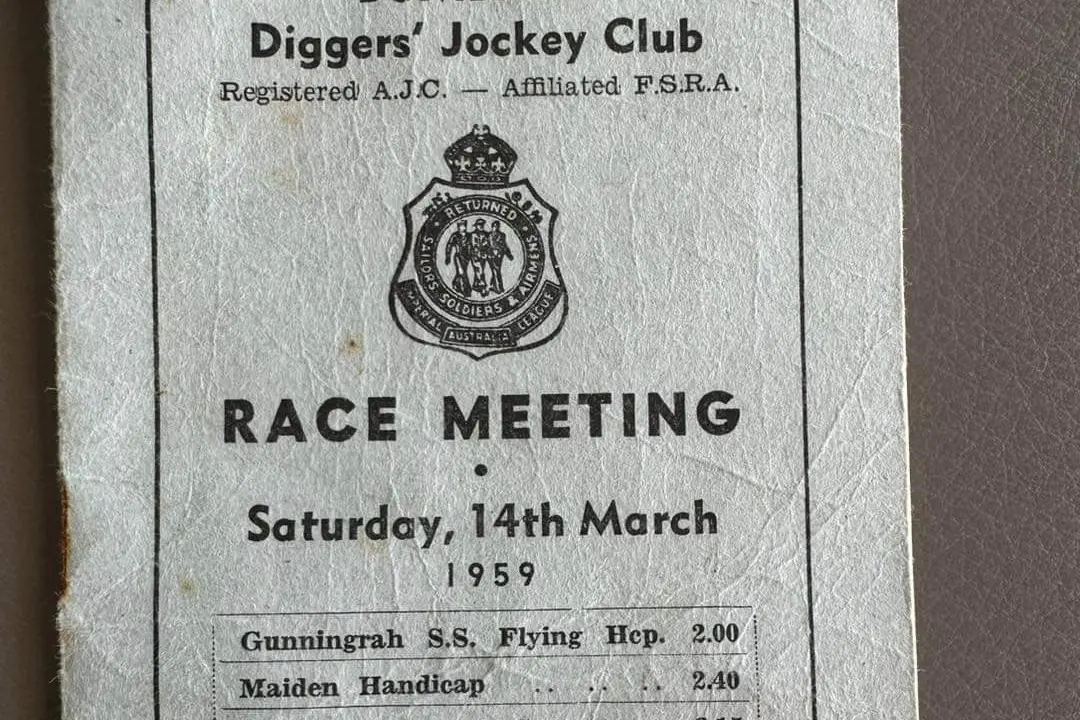 Diggers' Jockey Club
Registered A.J.C. — Affiliated F.S.R.A.
RETURNED
SAILORS SOLDIERS & AIRMENS
IMPERIAL LEAGUE
AUSTRALIA
RACE MEETING
•
Saturday, 14th March
1959
Gunningrah S.S. Flying Hcp. 2.00
Maiden Handicap .. .. .. 2.40